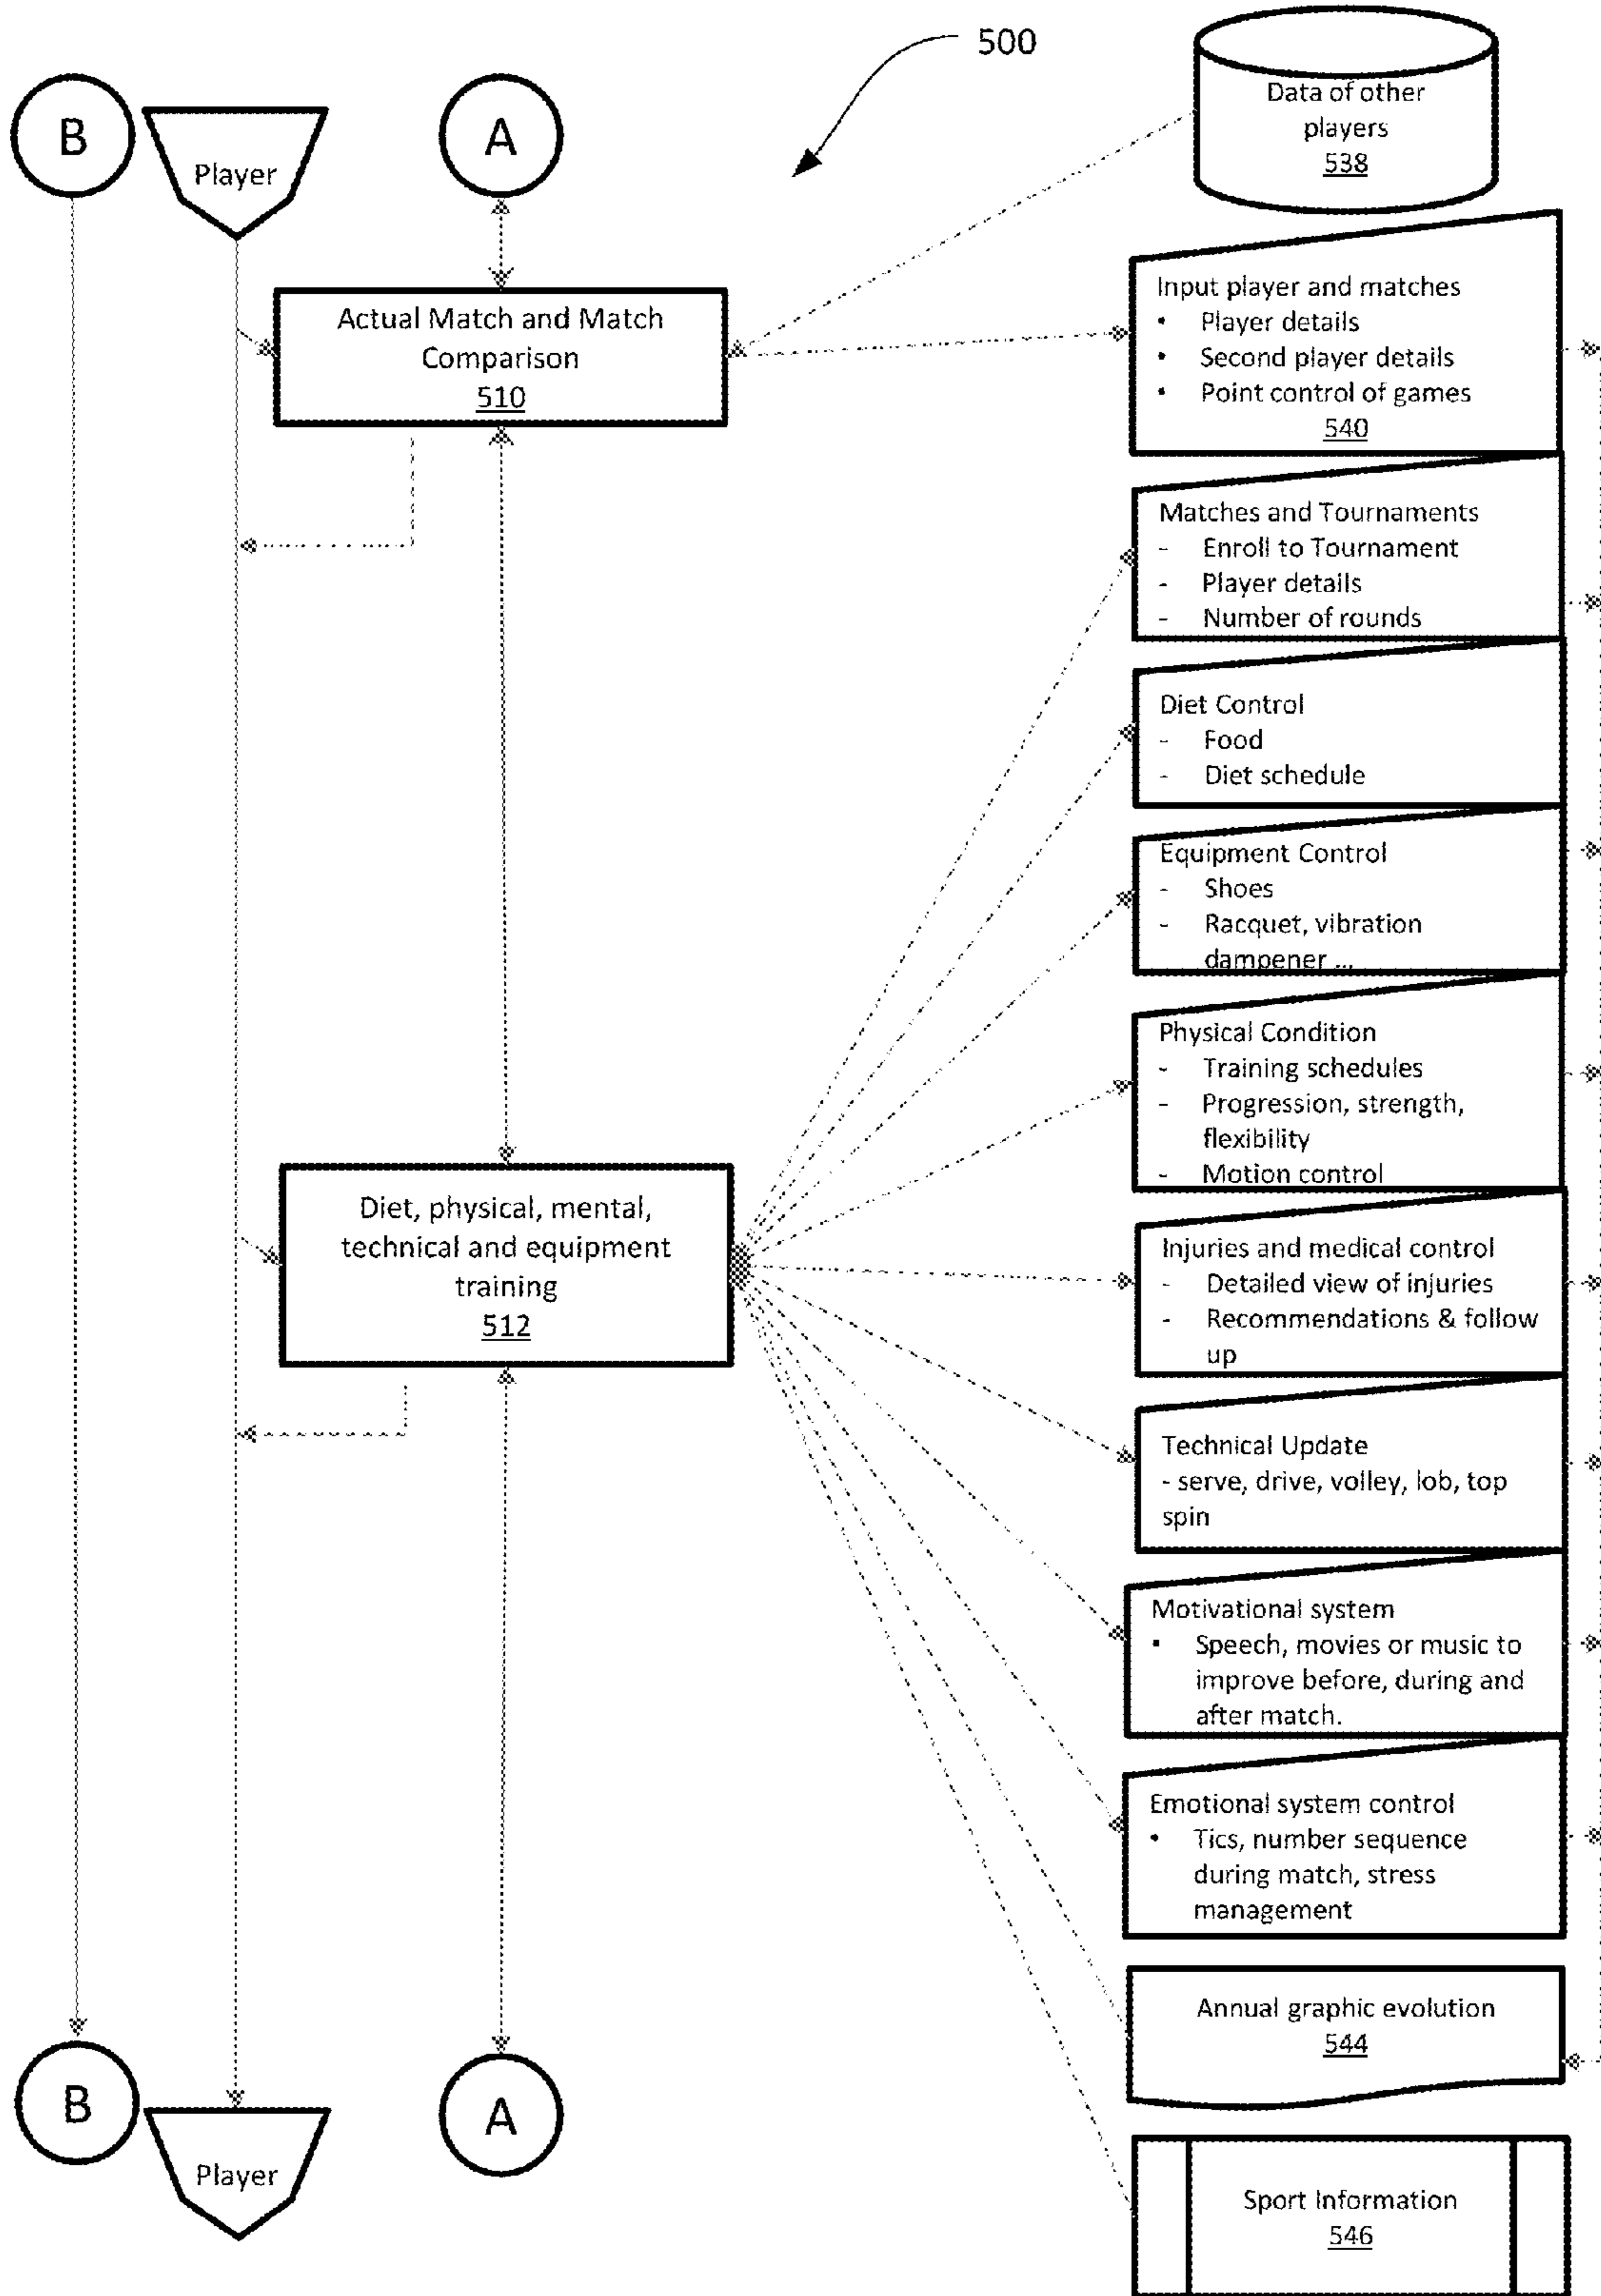 500
B
Player
A
Data of other
players
538
Actual Match and Match
Comparison
510
Input player and matches
• Player details
• Second player details
• Point control of games
540
Matches and Tournaments
- Enroll to Tournament
- Player details
- Number of rounds
Diet Control
- Food
- Diet schedule
Equipment Control
- Shoes
- Racquet, vibration
dampener ...
Physical Condition
- Training schedules
- Progression, strength,
flexibility
- Motion control
Diet, physical, mental,
technical and equipment
training
512
Injuries and medical control
- Detailed view of injuries
- Recommendations & follow
up
Technical Update
- serve, drive, volley, lob, top
spin
Motivational system
▪ Speech, movies or music to
improve before, during and
after match.
Emotional system control
• Tics, number sequence
during match, stress
management
Annual graphic evolution
544
B
Player
A
Sport Information
546